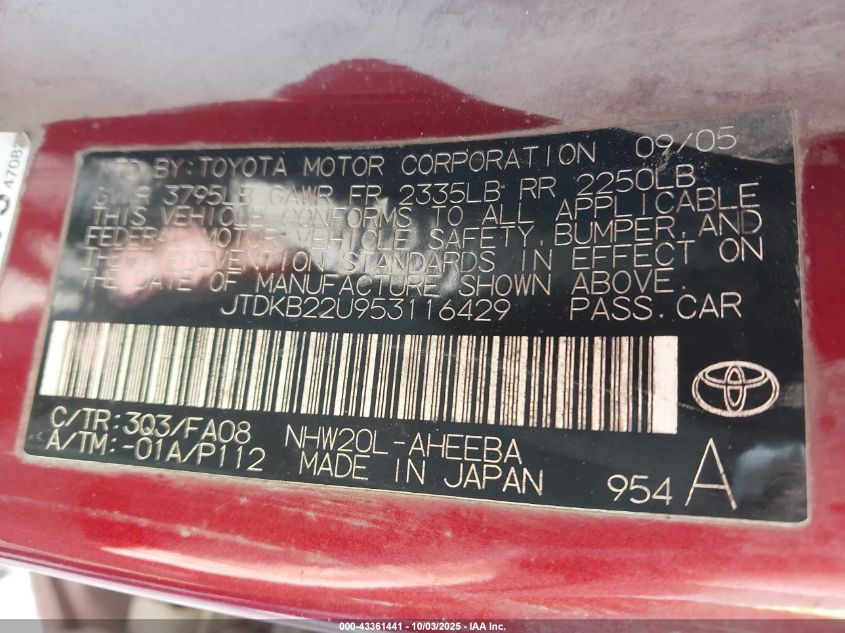 47087
MFD BY: TOYOTA MOTOR CORPORATION 09/05
GVWR 3795LB GAWR FR 2335LB RR 2250LB
THIS VEHICLE CONFORMS TO ALL APPLICABLE
FEDERAL MOTOR VEHICLE SAFETY, BUMPER, AND
THEFT PREVENTION STANDARDS IN EFFECT ON
THE DATE OF MANUFACTURE SHOWN ABOVE.
JTDKB22U953116429 PASS. CAR
C/TR: 3Q3/FA08 NHW20L-AHEEBA
A/TM: -01A/P112 MADE IN JAPAN
954 A
000-43361441 - 10/03/2025 - IAA Inc.